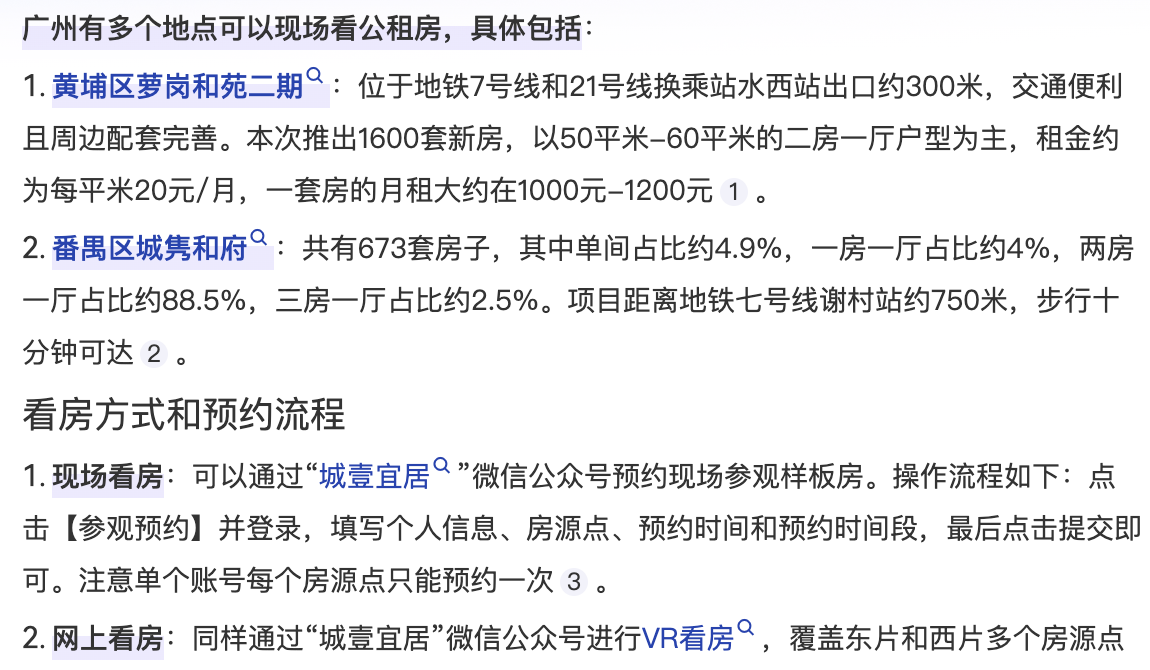 广州有多个地点可以现场看公租房，具体包括：
1. 黄埔区萝岗和苑二期：位于地铁7号线和21号线换乘站水西站出口约300米，交通便利
且周边配套完善。本次推出1600套新房，以50平米-60平米的二房一厅户型为主，租金约
为每平米20元/月，一套房的月租大约在1000元-1200元 1 。
2. 番禺区城隽和府：共有673套房子，其中单间占比约4.9%，一房一厅占比约4%，两房
一厅占比约88.5%，三房一厅占比约2.5%。项目距离地铁七号线谢村站约750米，步行十
分钟可达 2 。
看房方式和预约流程
1. 现场看房：可以通过“城壹宜居”微信公众号预约现场参观样板房。操作流程如下：点
击【参观预约】并登录，填写个人信息、房源点、预约时间和预约时间段，最后点击提交即
可。注意单个账号每个房源点只能预约一次 3 。
2. 网上看房：同样通过“城壹宜居”微信公众号进行VR看房，覆盖东片和西片多个房源点